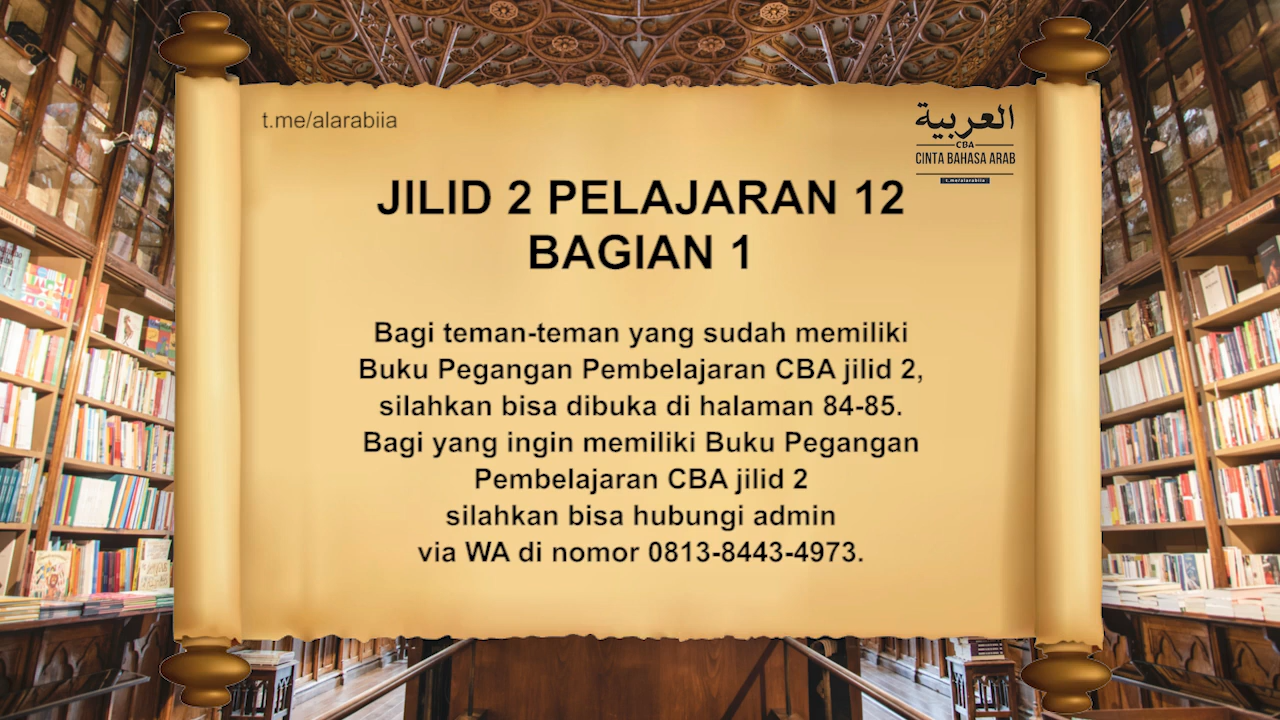 t.me/alarabiia
العربية
CBA
CINTA BAHASA ARAB
t.me/alarabiia
JILID 2 PELAJARAN 12
BAGIAN 1
Bagi teman-teman yang sudah memiliki
Buku Pegangan Pembelajaran CBA jilid 2,
silahkan bisa dibuka di halaman 84-85.
Bagi yang ingin memiliki Buku Pegangan
Pembelajaran CBA jilid 2
silahkan bisa hubungi admin
via WA di nomor 0813-8443-4973.